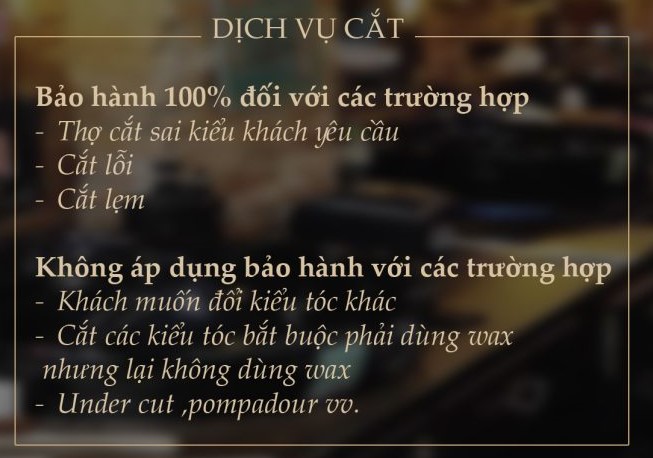 DỊCH VỤ CẮT
Bảo hành 100% đối với các trường hợp
- Thợ cắt sai kiểu khách yêu cầu
- Cắt lỗi
- Cắt lẹm
Không áp dụng bảo hành với các trường hợp
- Khách muốn đổi kiểu tóc khác
- Cắt các kiểu tóc bắt buộc phải dùng wax
nhưng lại không dùng wax
- Under cut ,pompadour vv.